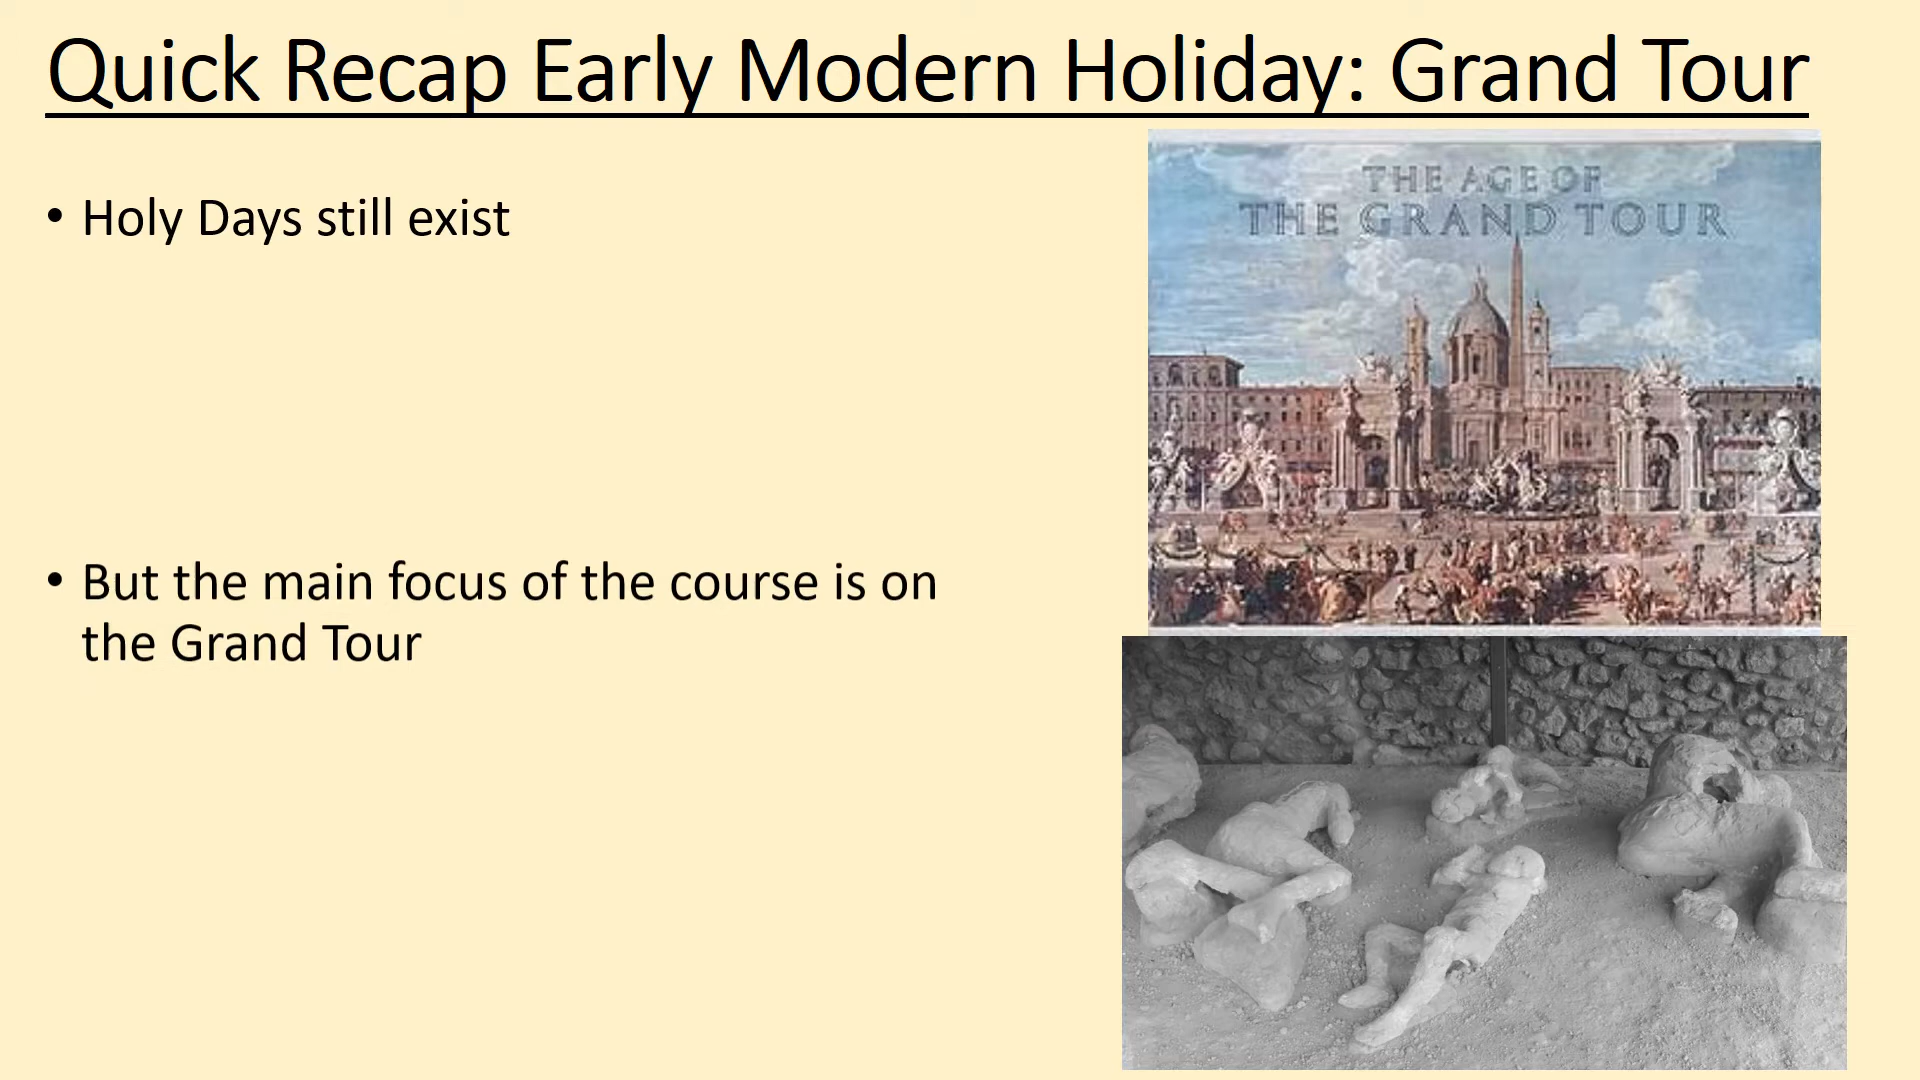 Quick Recap Early Modern Holiday: Grand Tour
• Holy Days still exist
THE AGE OF
THE GRAND TOUR
• But the main focus of the course is on
the Grand Tour